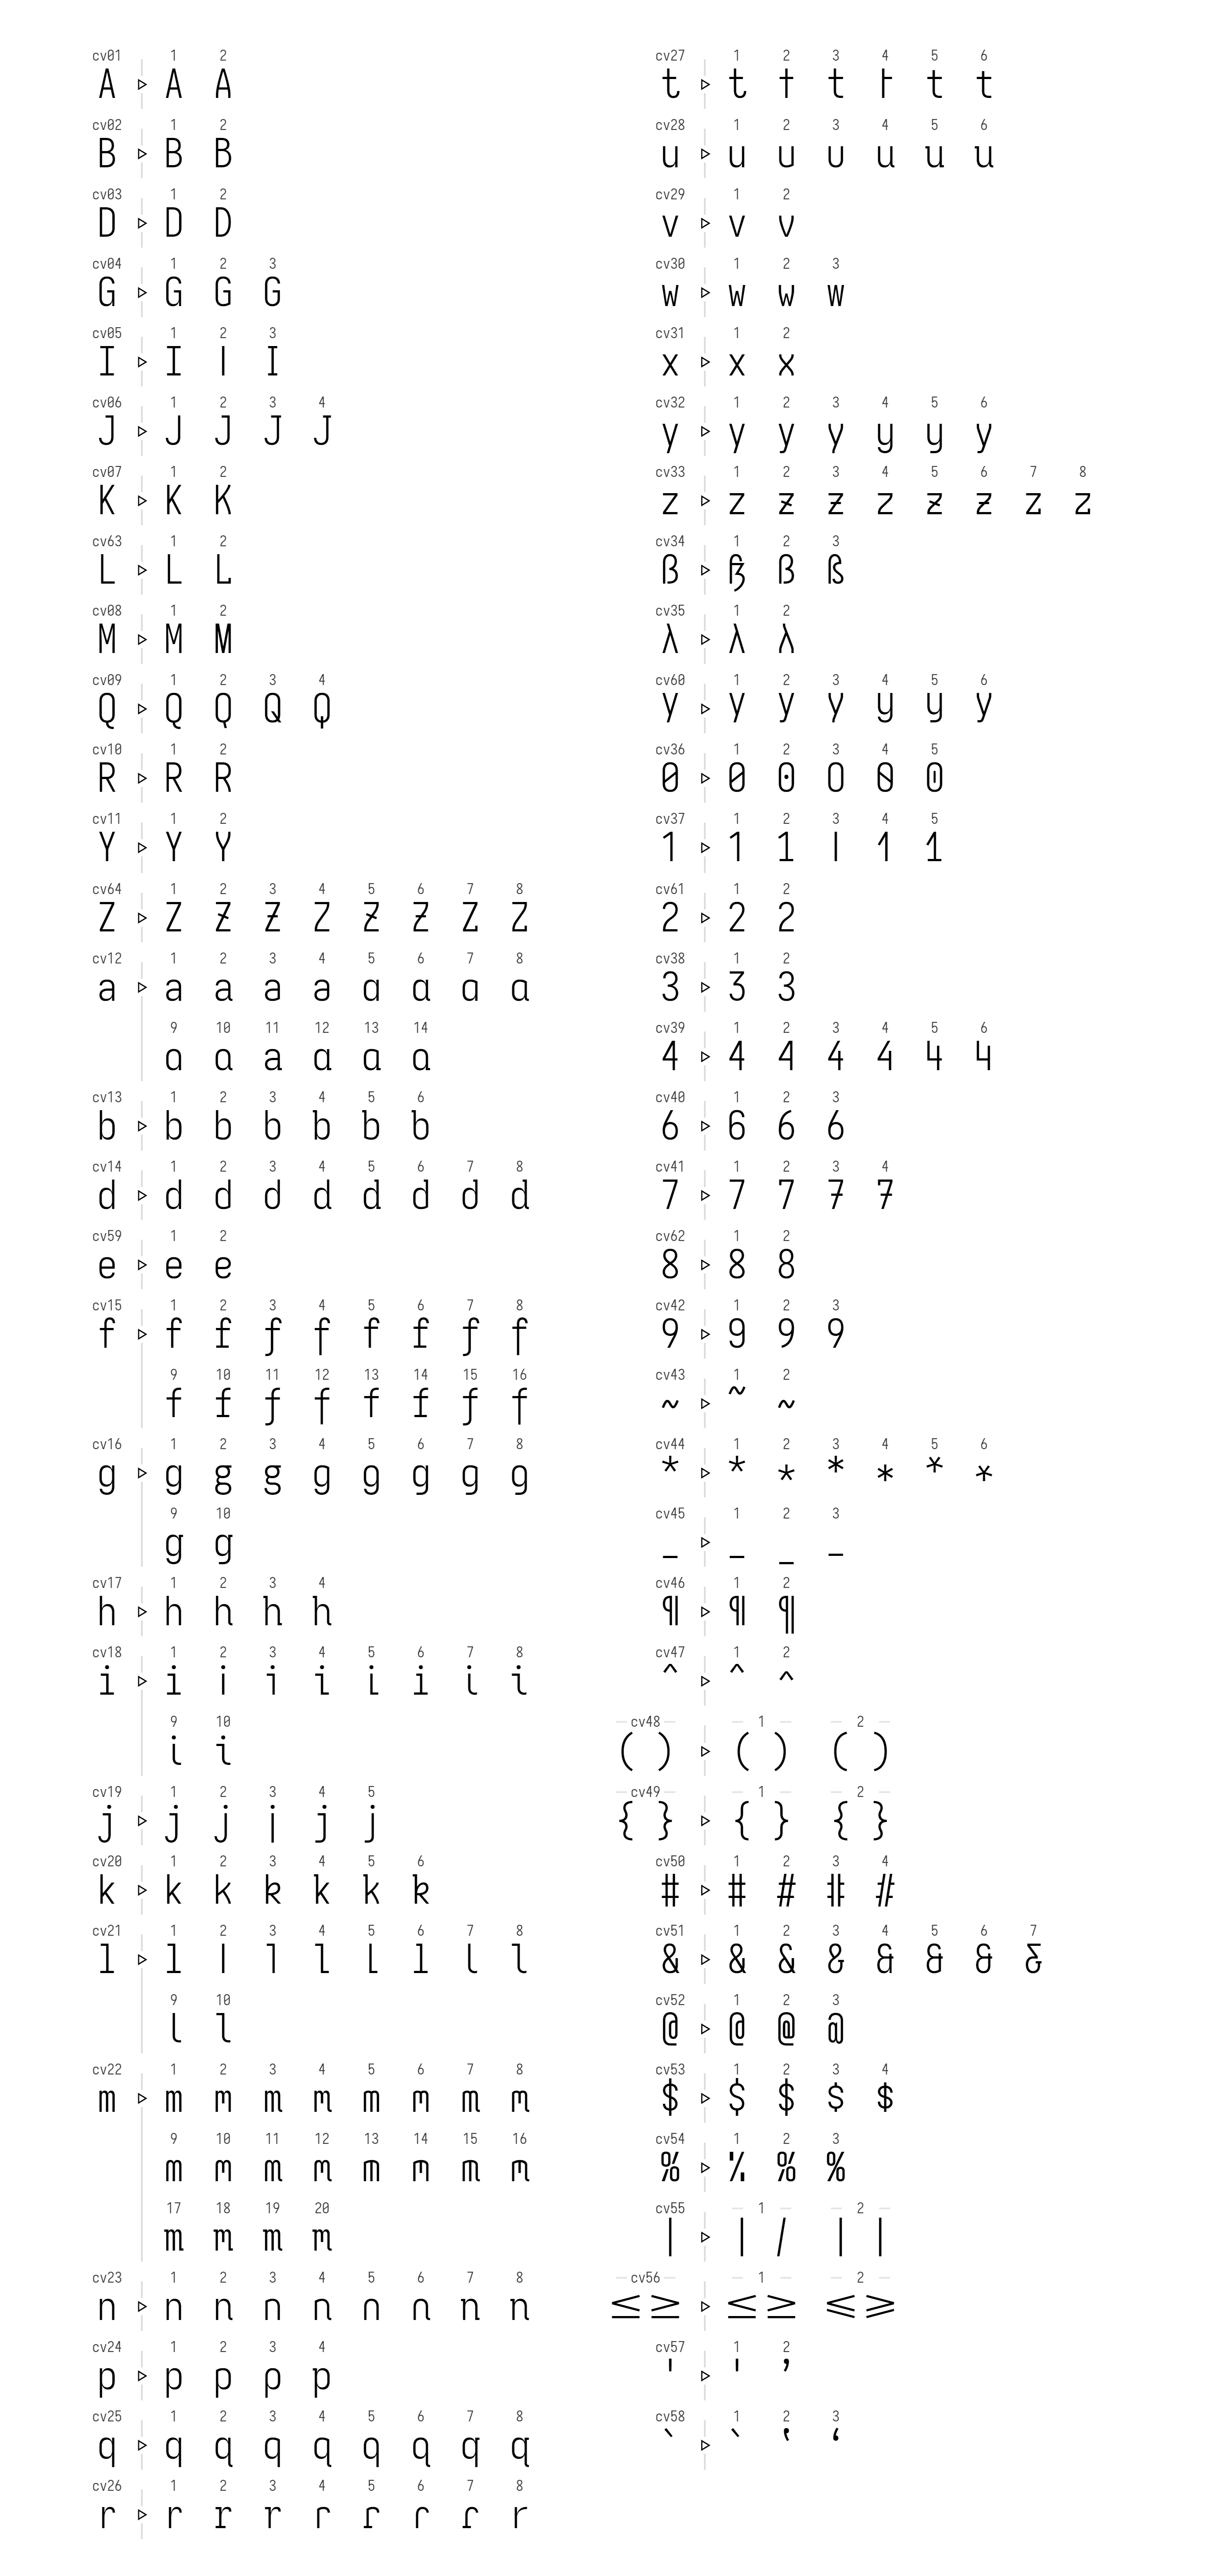 cv01 1 2
A ▹ A A
cv02 1 2
B ▹ B B
cv03 1 2
D ▹ D D
cv04 1 2 3
G ▹ G G G
cv05 1 2 3
I ▹ I I I
cv06 1 2 3 4
J ▹ J J J J
cv07 1 2
K ▹ K K
cv63 1 2
L ▹ L L
cv08 1 2
M ▹ M M
cv09 1 2 3 4
Q ▹ Q Q Q Q
cv10 1 2
R ▹ R R
cv11 1 2
Y ▹ Y Y
cv64 1 2 3 4 5 6 7 8
Z ▹ Z Ƶ Ƶ Z Ƶ Ƶ Z Z
cv12 1 2 3 4 5 6 7 8
a ▹ a a a a a a a a
9 10 11 12 13 14
a a a a a a
cv13 1 2 3 4 5 6
b ▹ b b b b b b
cv14 1 2 3 4 5 6 7 8
d ▹ d d d d d d d d
cv59 1 2
e ▹ e e
cv15 1 2 3 4 5 6 7 8
f ▹ f f f f f f f f
9 10 11 12 13 14 15 16
f f f f f f f f
cv16 1 2 3 4 5 6 7 8
g ▹ g g g g g g g g
9 10
g g
cv17 1 2 3 4
h ▹ h h h h
cv18 1 2 3 4 5 6 7 8
i ▹ i i i i i i i i
9 10
i i
cv19 1 2 3 4 5
j ▹ j j j j j
cv20 1 2 3 4 5 6
k ▹ k k k k k k
cv21 1 2 3 4 5 6 7 8
l ▹ l l l l l l l l
9 10
l l
cv22 1 2 3 4 5 6 7 8
m ▹ m m m m m m m m
9 10 11 12 13 14 15 16
m m m m m m m m
17 18 19 20
m m m m
cv23 1 2 3 4 5 6 7 8
n ▹ n n n n n n n n
cv24 1 2 3 4
p ▹ p p p p
cv25 1 2 3 4 5 6 7 8
q ▹ q q q q q q q q
cv26 1 2 3 4 5 6 7 8
r ▹ r r r r r r r r
cv27 1 2 3 4 5 6
t ▹ t t t t t t
cv28 1 2 3 4 5 6
u ▹ u u u u u u
cv29 1 2
v ▹ v v
cv30 1 2 3
w ▹ w w w
cv31 1 2
x ▹ x x
cv32 1 2 3 4 5 6
y ▹ y y y y y y
cv33 1 2 3 4 5 6 7 8
z ▹ z ƶ ƶ z ƶ ƶ z z
cv34 1 2 3
ß ▹ ß ß ß
cv35 1 2
λ ▹ λ λ
cv60 1 2 3 4 5 6
y ▹ y y y y y y
cv36 1 2 3 4 5
0 ▹ 0 0 0 0 0
cv37 1 2 3 4 5
1 ▹ 1 1 1 1 1
cv61 1 2
2 ▹ 2 2
cv38 1 2
3 ▹ 3 3
cv39 1 2 3 4 5 6
4 ▹ 4 4 4 4 4 4
cv40 1 2 3
6 ▹ 6 6 6
cv41 1 2 3 4
7 ▹ 7 7 7 7
cv62 1 2
8 ▹ 8 8
cv42 1 2 3
9 ▹ 9 9 9
cv43 1 2
~ ▹ ~ ~
cv44 1 2 3 4 5 6
* ▹ * * * * * *
cv45 1 2 3
_ ▹ _ _ _
cv46 1 2
¶ ▹ ¶ ¶
cv47 1 2
^ ▹ ^ ^
cv48 1 2
( ) ▹ ( ) ( )
cv49 1 2
{ } ▹ { } { }
cv50 1 2 3 4
# ▹ # # # #
cv51 1 2 3 4 5 6 7
& ▹ & & & & & & &
cv52 1 2 3
@ ▹ @ @ @
cv53 1 2 3 4
$ ▹ $ $ $ $
cv54 1 2 3
% ▹ % % %
cv55 1 2
| ▹ | / | |
cv56 1 2
≤ ≥ ▹ ≤ ≥ ⩽ ⩾
cv57 1 2
' ▹ ' ’
cv58 1 2 3
` ▹ ` ‛ ‘